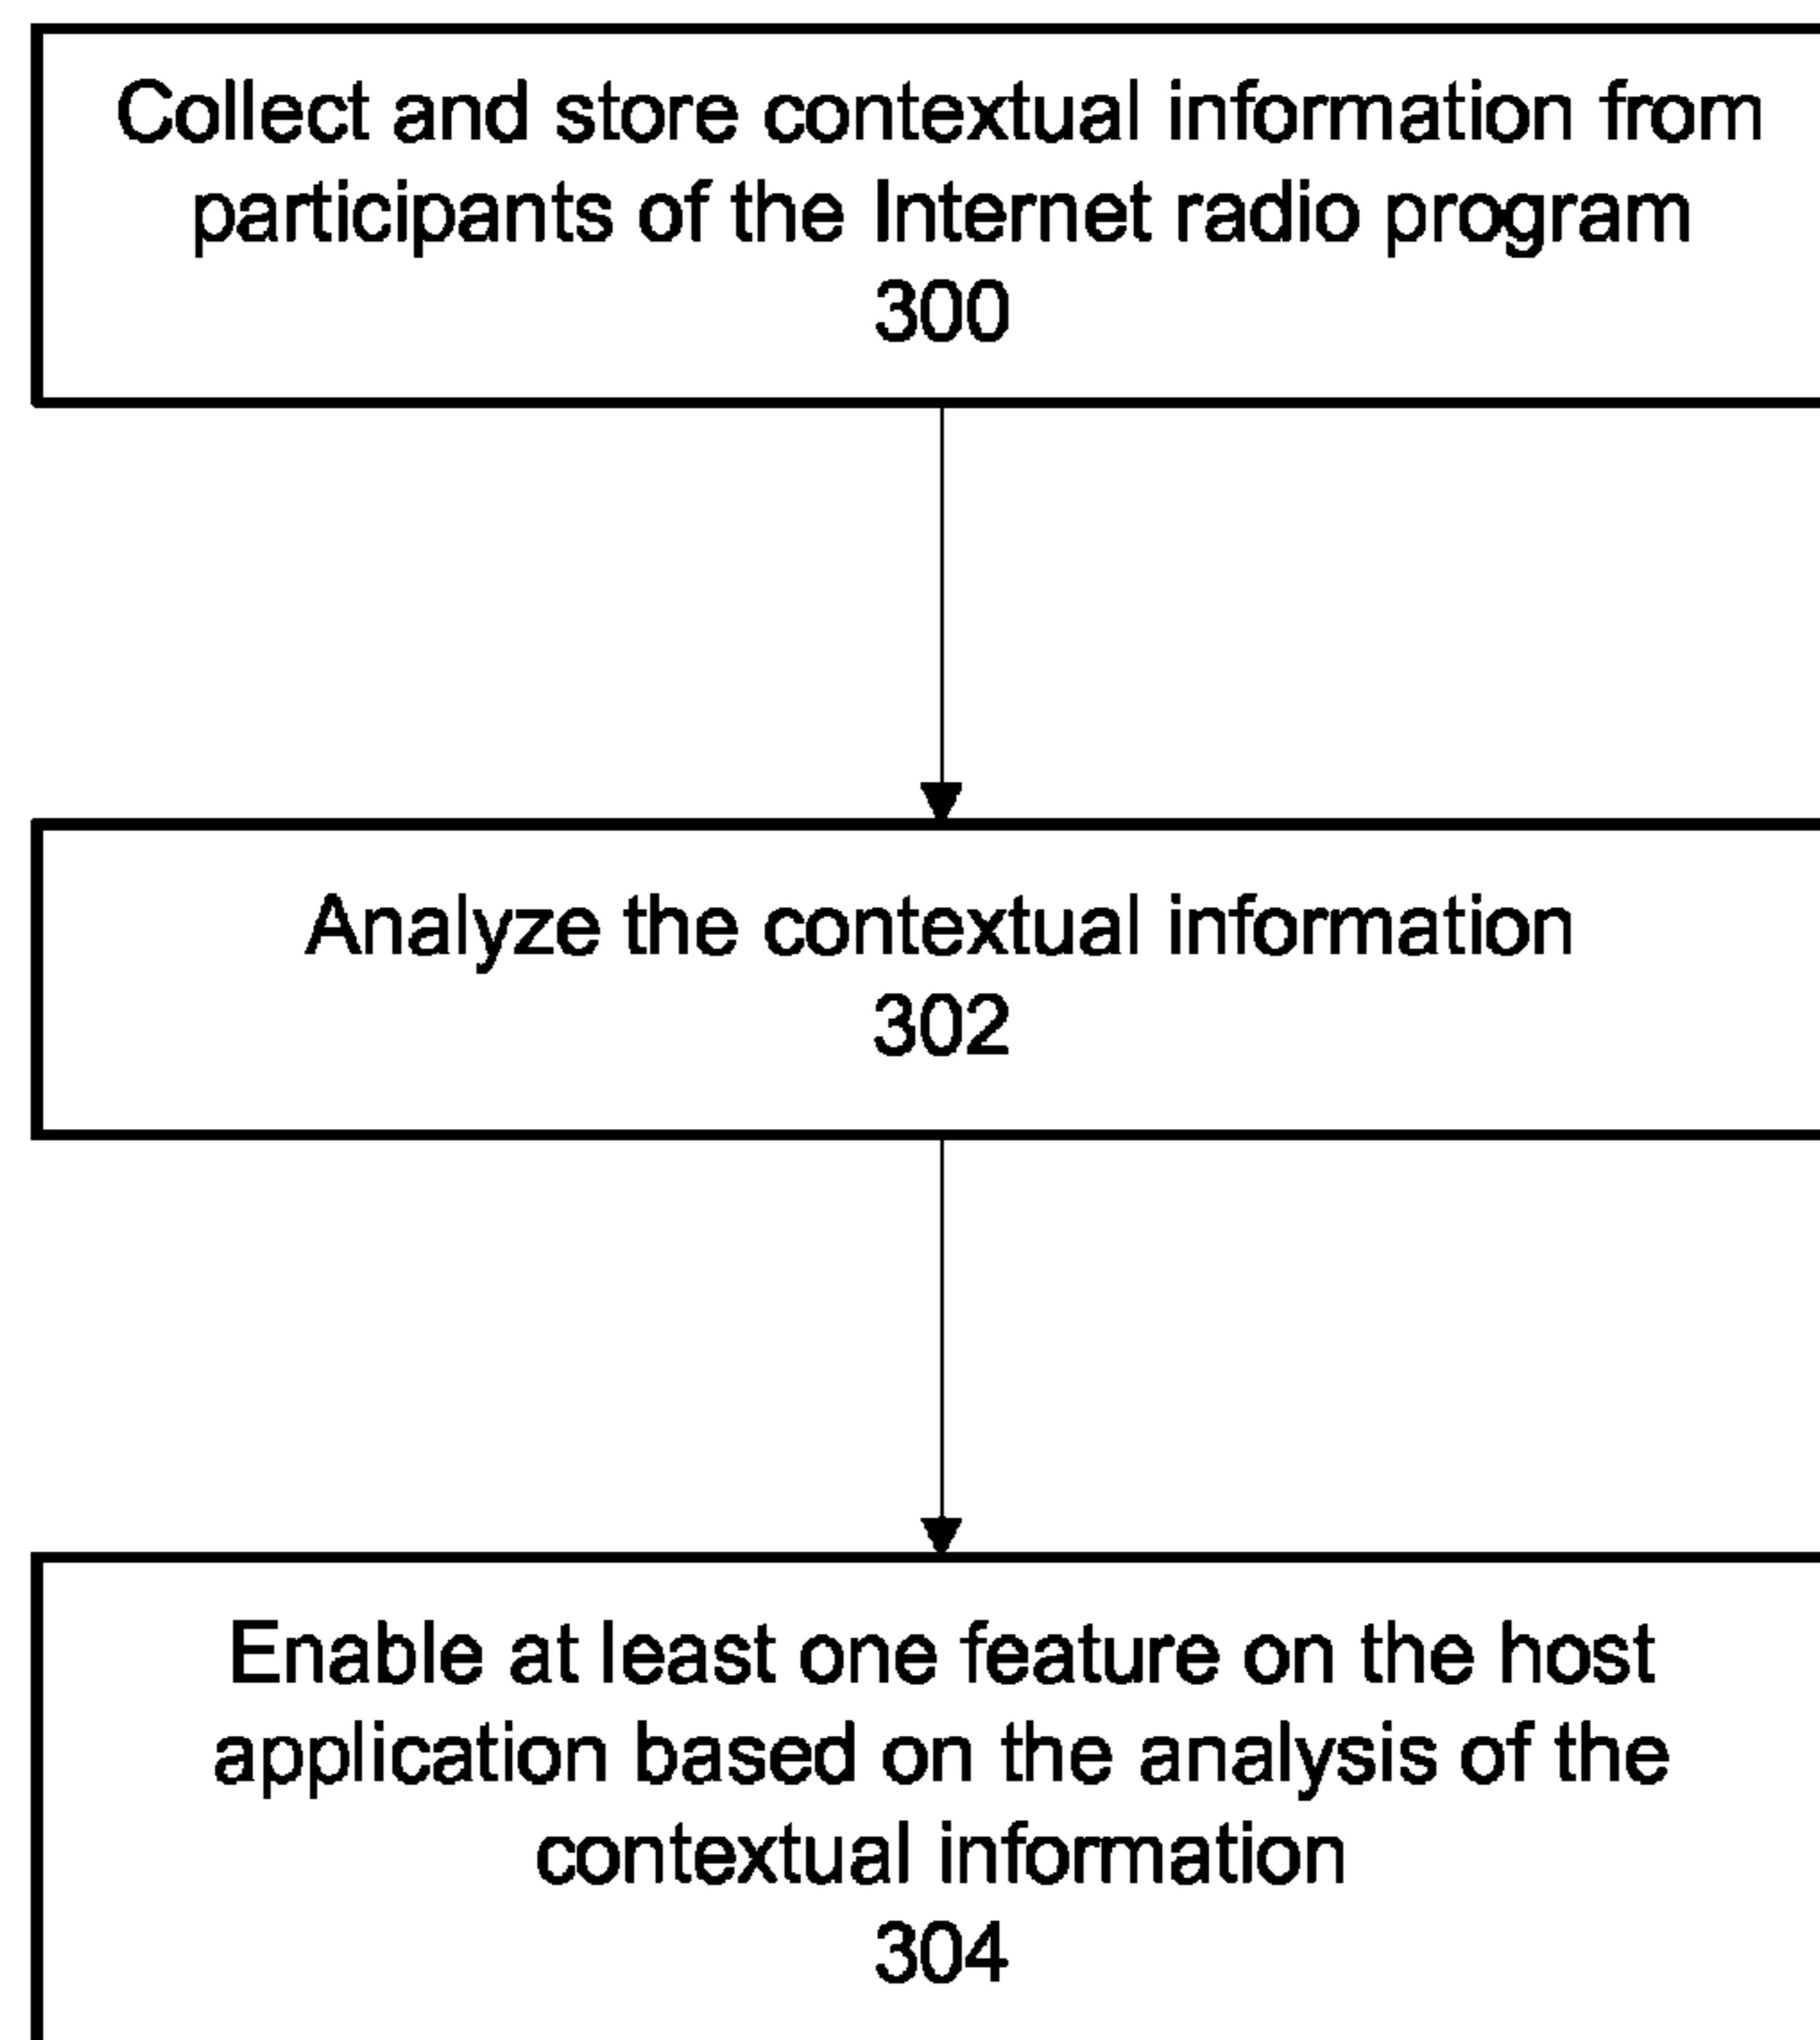 Collect and store contextual information from
participants of the Internet radio program
300
Analyze the contextual information
302
Enable at least one feature on the host
application based on the analysis of the
contextual information
304